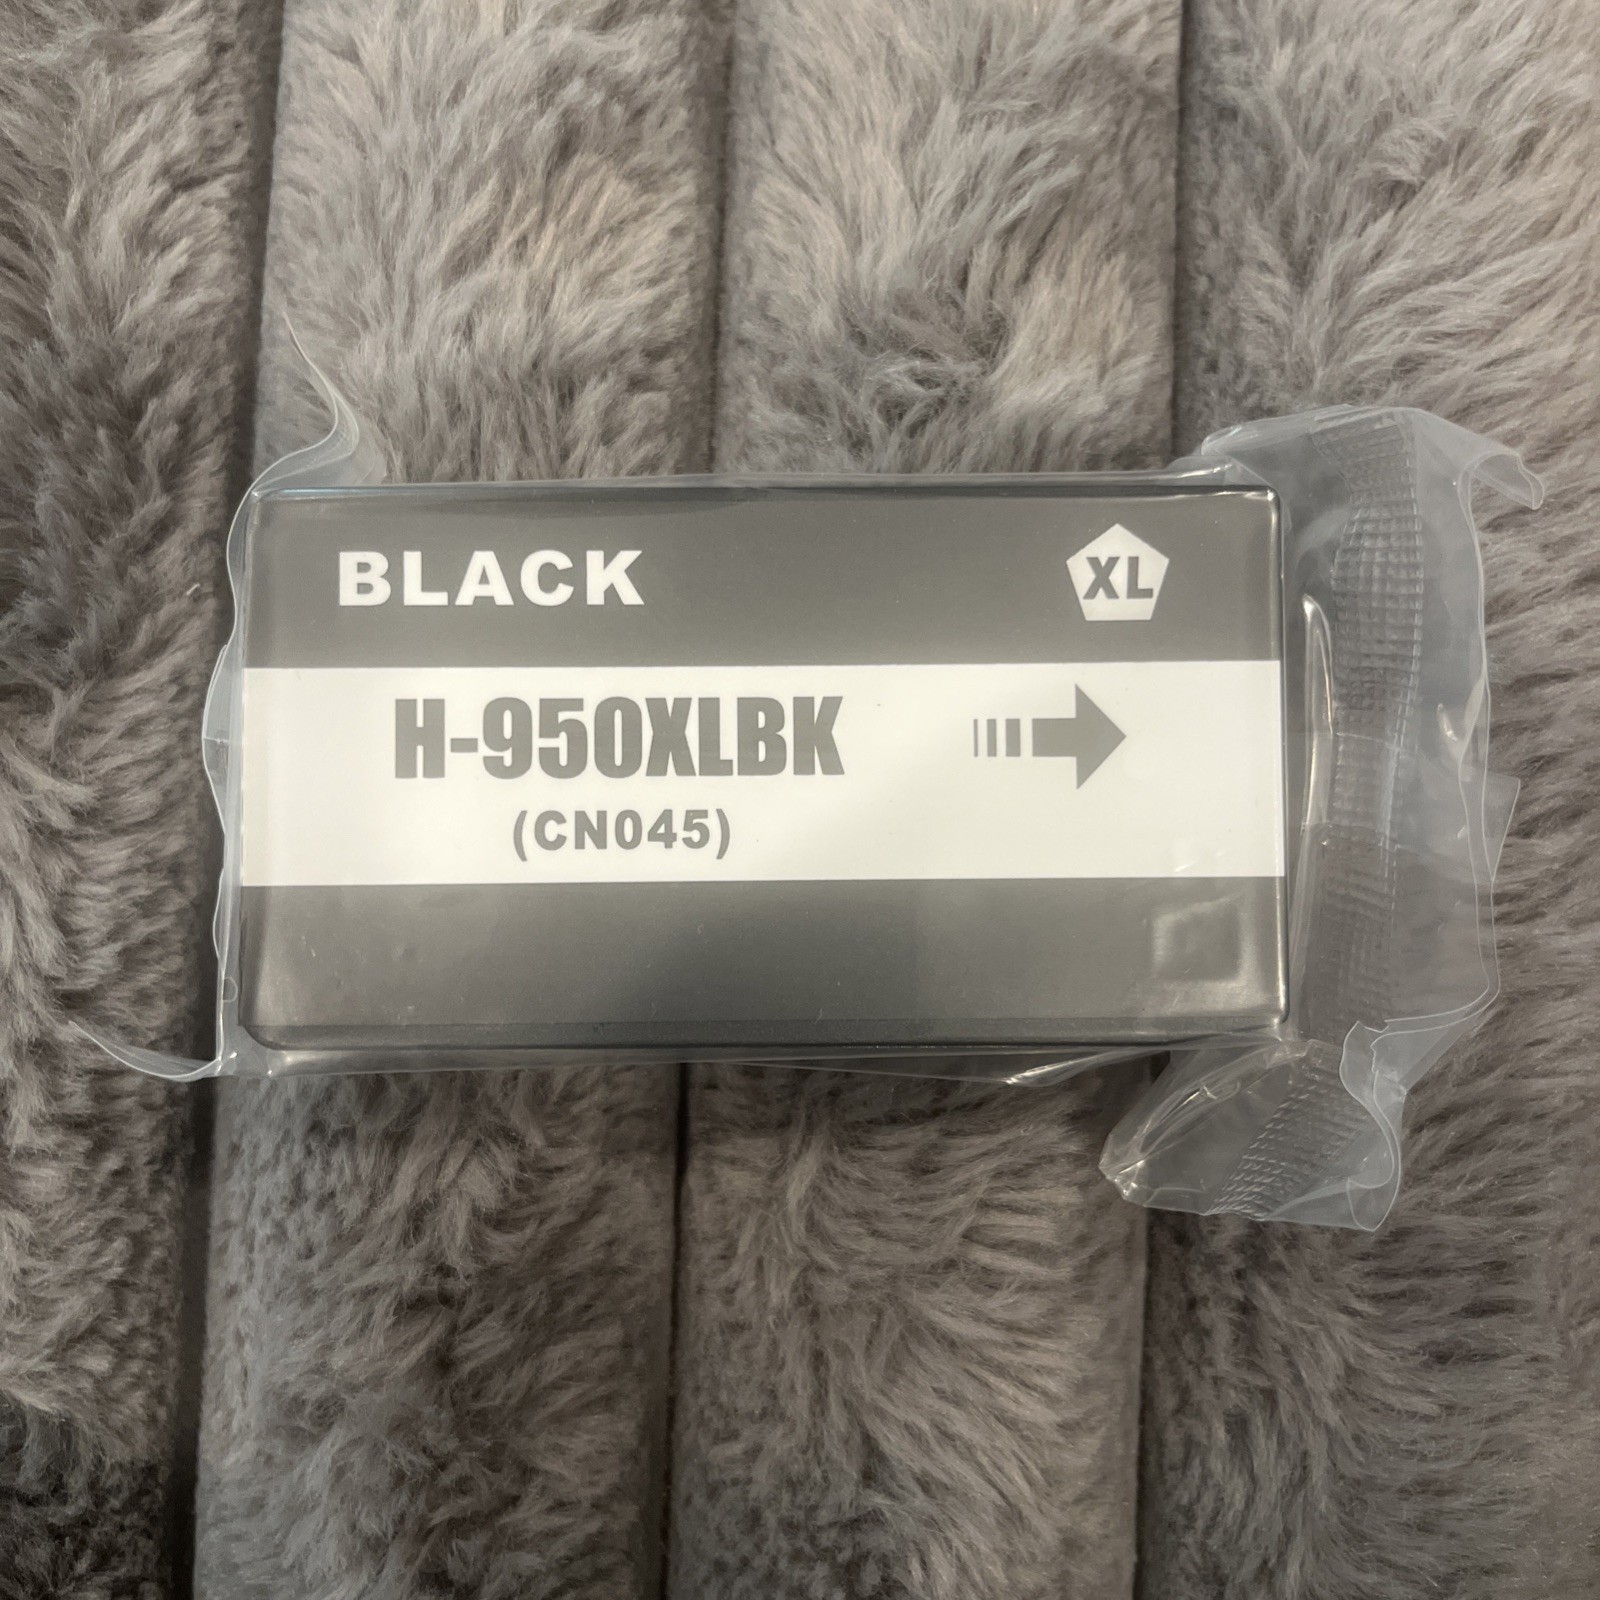 BLACK
XL
H-950XLBK
(CN045)